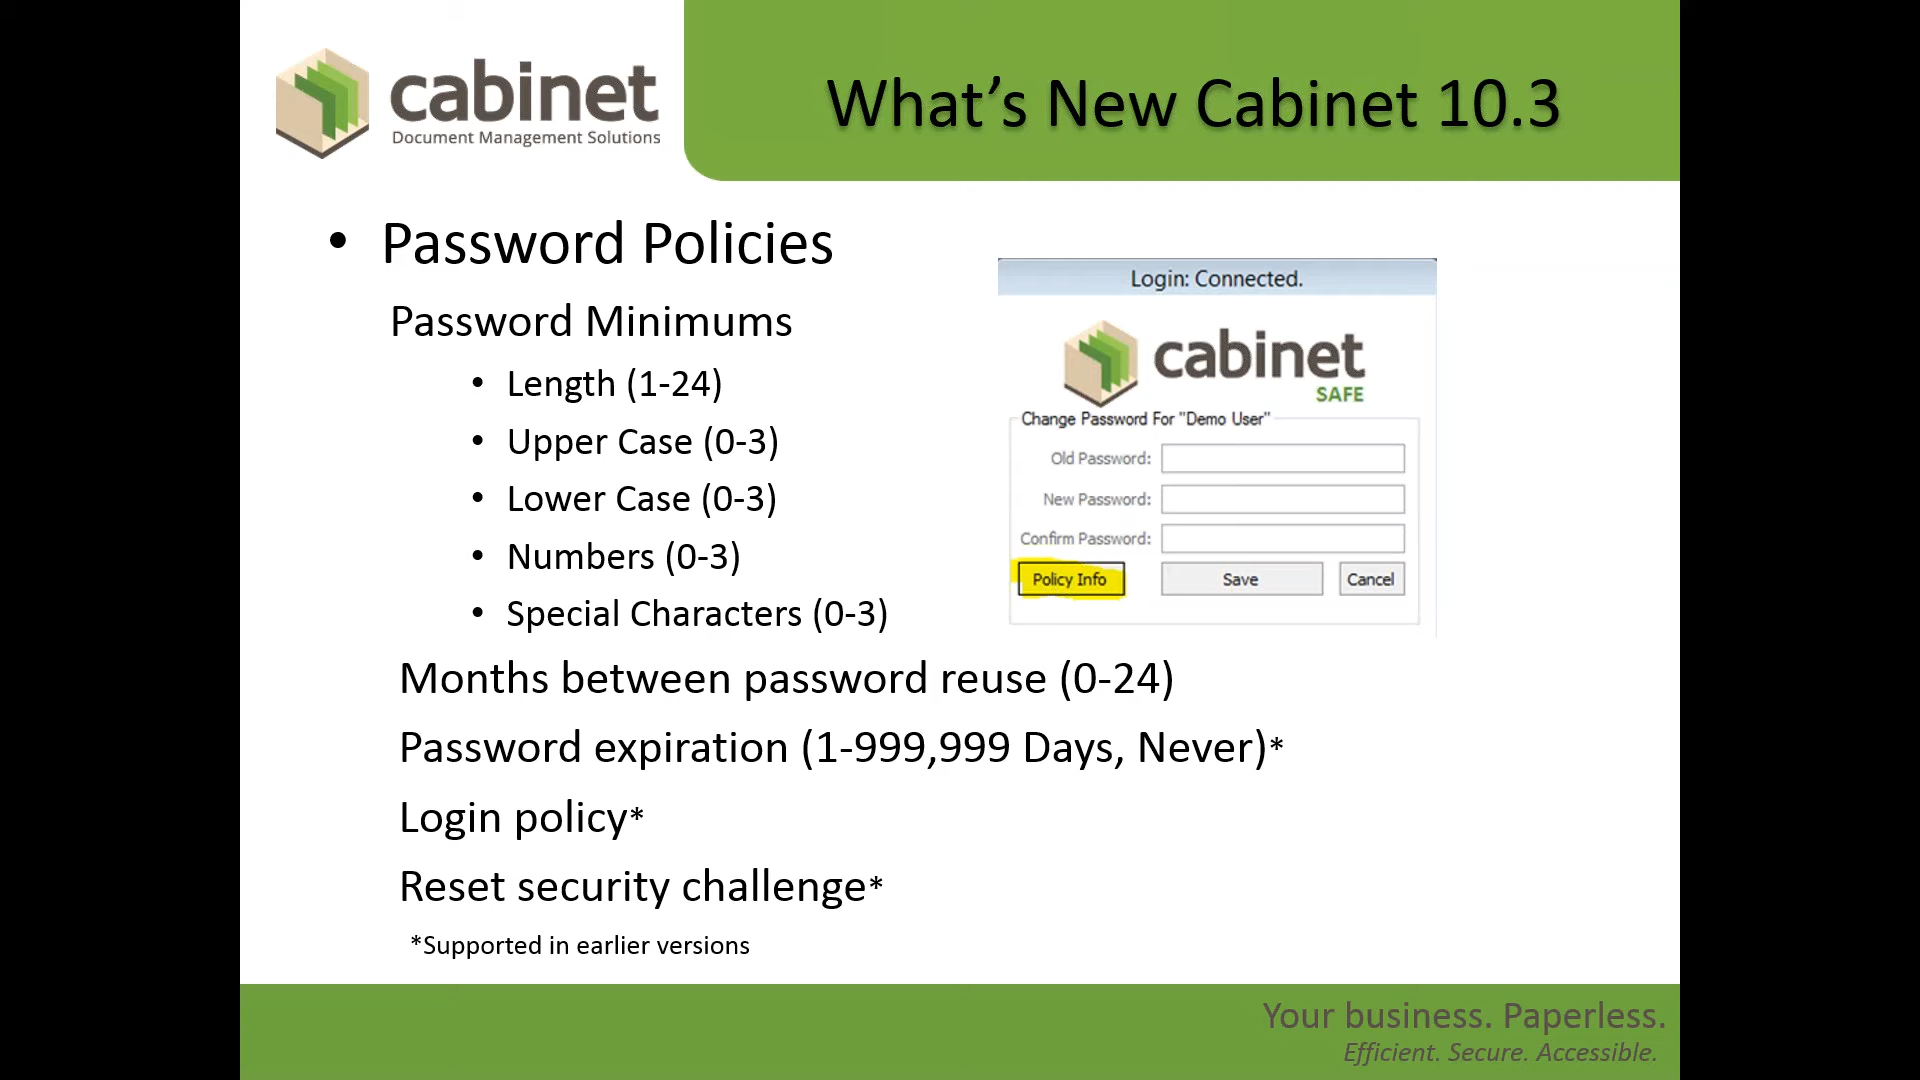 cabinet
Document Management Solutions
What's New Cabinet 10.3
• Password Policies
Password Minimums
• Length (1-24)
• Upper Case (0-3)
• Lower Case (0-3)
• Numbers (0-3)
• Special Characters (0-3)
Months between password reuse (0-24)
Password expiration (1-999,999 Days, Never)*
Login policy*
Reset security challenge*
*Supported in earlier versions
Login: Connected.
cabinet
SAFE
Change Password For "Demo User"
Old Password:
New Password:
Confirm Password:
Policy Info Save Cancel
Your business. Paperless.
Efficient. Secure. Accessible.